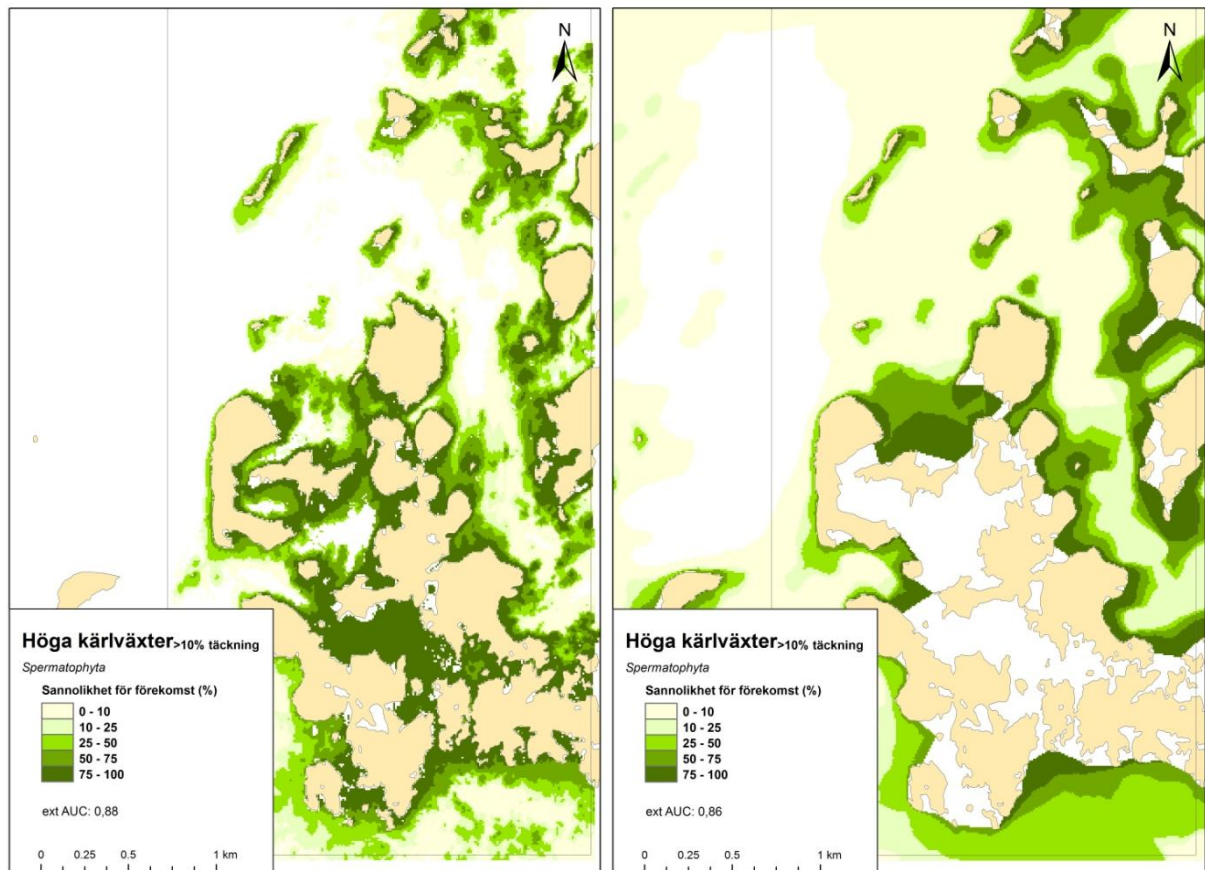 N
Höga kärlväxter>10% täckning
Spermatophyta
Sannolikhet för förekomst (%)
0 - 10
10 - 25
25 - 50
50 - 75
75 - 100
ext AUC: 0,88
0 0.25 0.5 1 km
N
Höga kärlväxter>10% täckning
Spermatophyta
Sannolikhet för förekomst (%)
0 - 10
10 - 25
25 - 50
50 - 75
75 - 100
ext AUC: 0,86
0 0.25 0.5 1 km